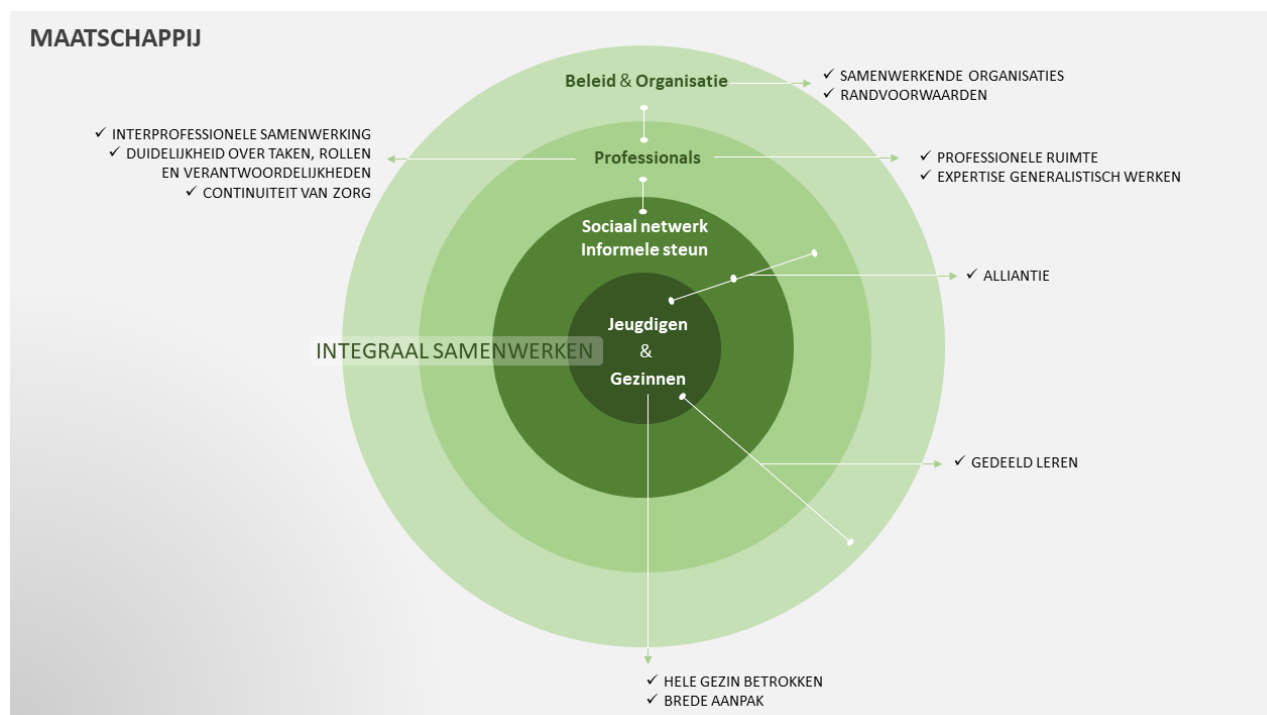 MAATSCHAPPIJ
Beleid & Organisatie
✓ SAMENWERKENDE ORGANISATIES
✓ RANDVOORWAARDEN
✓ INTERPROFESSIONELE SAMENWERKING
✓ DUIDELIJKHEID OVER TAKEN, ROLLEN
EN VERANTWOORDELIJKHEDEN
✓ CONTINUITEIT VAN ZORG
Professionals
✓ PROFESSIONELE RUIMTE
✓ EXPERTISE GENERALISTISCH WERKEN
Sociaal netwerk
Informele steun
✓ ALLIANTIE
Jeugdigen
&
Gezinnen
INTEGRAAL SAMENWERKEN
✓ GEDEELD LEREN
✓ HELE GEZIN BETROKKEN
✓ BREDE AANPAK